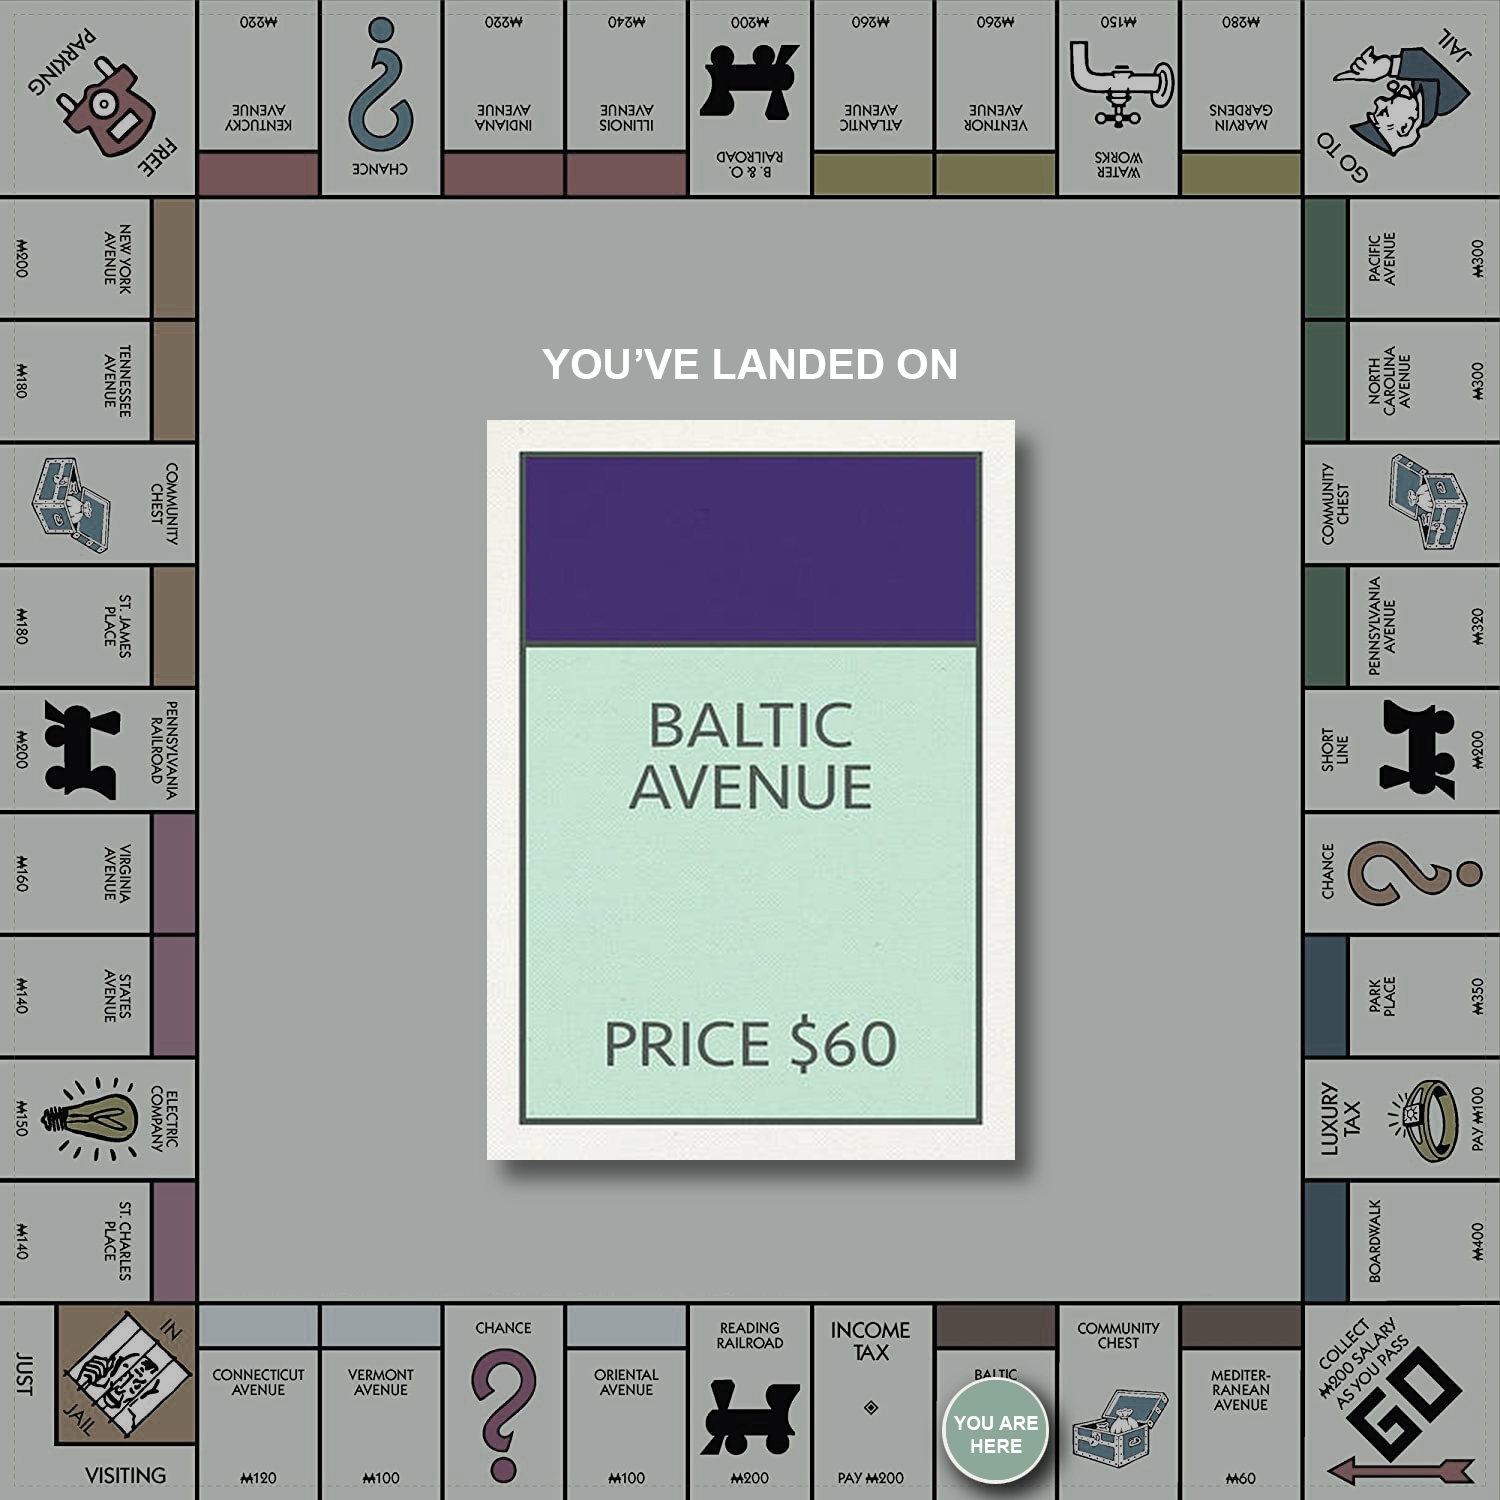 FREE
PARKING
₩220
KENTUCKY
AVENUE
CHANCE
₩220
INDIANA
AVENUE
₩240
ILLINOIS
AVENUE
₩200
B. & O.
RAILROAD
₩260
ATLANTIC
AVENUE
₩260
VENTNOR
AVENUE
₩150
WATER
WORKS
₩280
MARVIN
GARDENS
GO TO
JAIL
NEW YORK
AVENUE
₩200
TENNESSEE
AVENUE
₩180
COMMUNITY
CHEST
ST. JAMES
PLACE
₩180
PENNSYLVANIA
RAILROAD
₩200
VIRGINIA
AVENUE
₩160
STATES
AVENUE
₩140
ELECTRIC
COMPANY
₩150
ST. CHARLES
PLACE
₩140
YOU’VE LANDED ON
BALTIC
AVENUE
PRICE $60
PACIFIC
AVENUE
₩300
NORTH
CAROLINA
AVENUE
₩300
COMMUNITY
CHEST
PENNSYLVANIA
AVENUE
₩320
SHORT
LINE
₩200
CHANCE
PARK
PLACE
₩350
LUXURY
TAX
PAY ₩100
BOARDWALK
₩400
JUST
VISITING
IN
JAIL
CONNECTICUT
AVENUE
₩120
VERMONT
AVENUE
₩100
CHANCE
ORIENTAL
AVENUE
₩100
READING
RAILROAD
₩200
INCOME
TAX
PAY ₩200
BALTIC
YOU ARE
HERE
COMMUNITY
CHEST
MEDITER-
RANEAN
AVENUE
₩60
COLLECT
₩200 SALARY
AS YOU PASS
GO